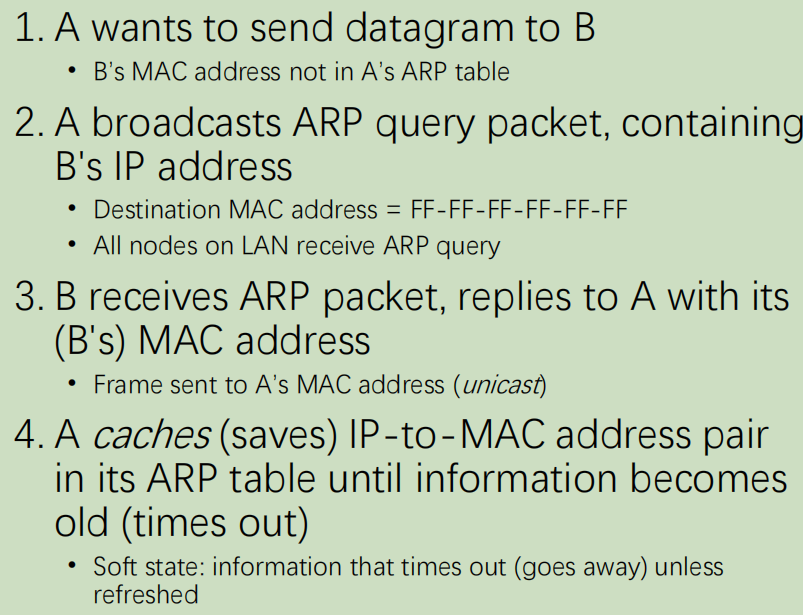 1. A wants to send datagram to B
• B’s MAC address not in A’s ARP table
2. A broadcasts ARP query packet, containing
B's IP address
• Destination MAC address = FF-FF-FF-FF-FF-FF
• All nodes on LAN receive ARP query
3. B receives ARP packet, replies to A with its
(B's) MAC address
• Frame sent to A’s MAC address (unicast)
4. A caches (saves) IP-to-MAC address pair
in its ARP table until information becomes
old (times out)
• Soft state: information that times out (goes away) unless
refreshed